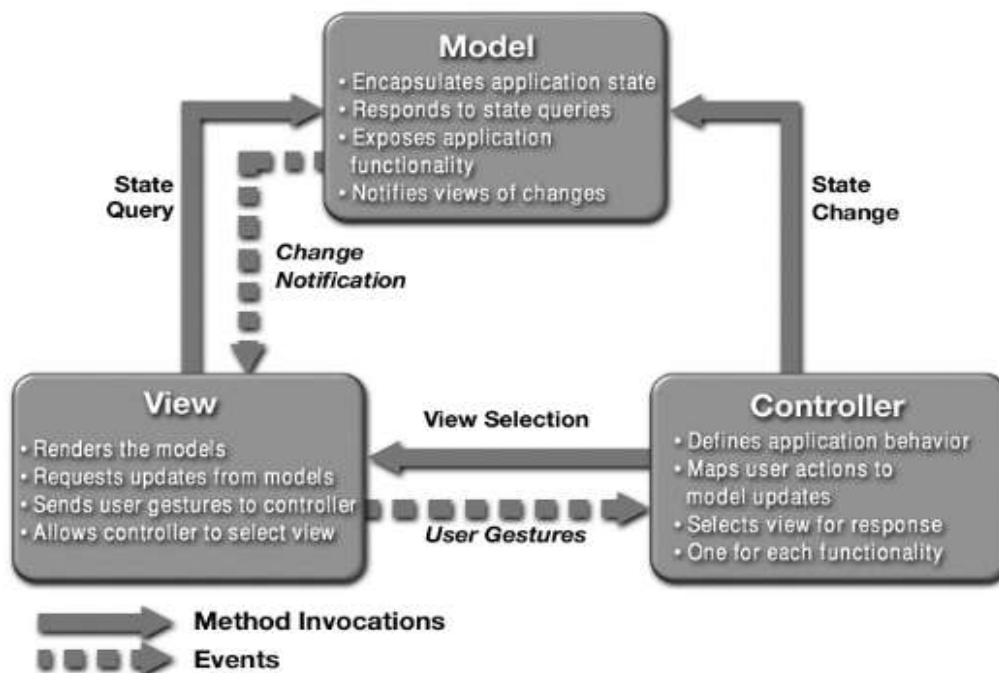 Model
• Encapsulates application state
• Responds to state queries
• Exposes application
functionality
• Notifies views of changes
State
Query
Change
Notification
State
Change
View
• Renders the models
• Requests updates from models
• Sends user gestures to controller
• Allows controller to select view
View Selection
User Gestures
Controller
• Defines application behavior
• Maps user actions to
model updates
• Selects view for response
• One for each functionality
Method Invocations
Events